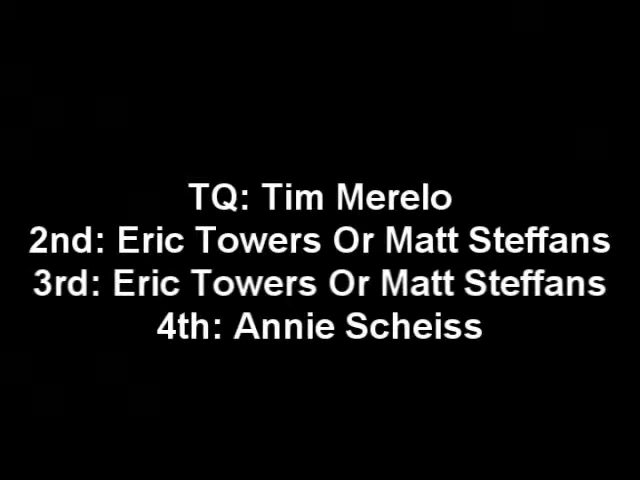 TQ: Tim Merelo
2nd: Eric Towers Or Matt Steffans
3rd: Eric Towers Or Matt Steffans
4th: Annie Scheiss